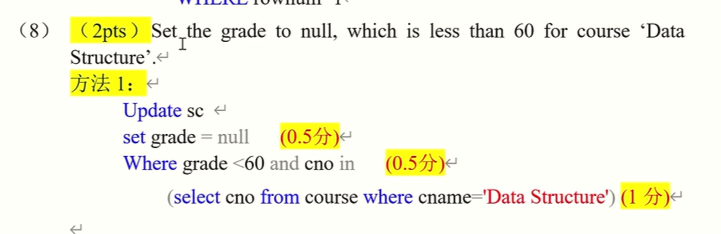 （8） （2pts）Set the grade to null, which is less than 60 for course ‘Data
Structure’.↵
方法 1：↵
Update sc ↵
set grade = null (0.5分)↵
Where grade <60 and cno in (0.5分)↵
(select cno from course where cname='Data Structure') (1 分)↵
↵